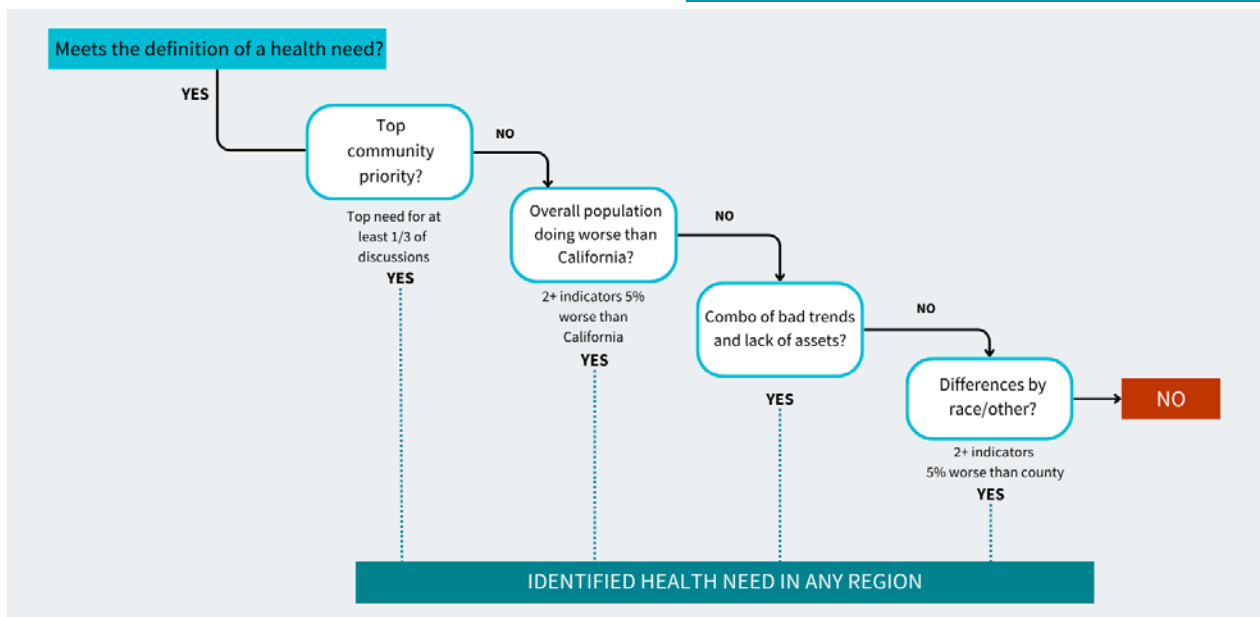 Meets the definition of a health need?
YES
Top
community
priority?
NO
Top need for at
least 1/3 of
discussions
YES
Overall population
doing worse than
California?
NO
2+ indicators 5%
worse than
California
YES
Combo of bad trends
and lack of assets?
NO
YES
Differences by
race/other?
NO
2+ indicators
5% worse than county
YES
IDENTIFIED HEALTH NEED IN ANY REGION